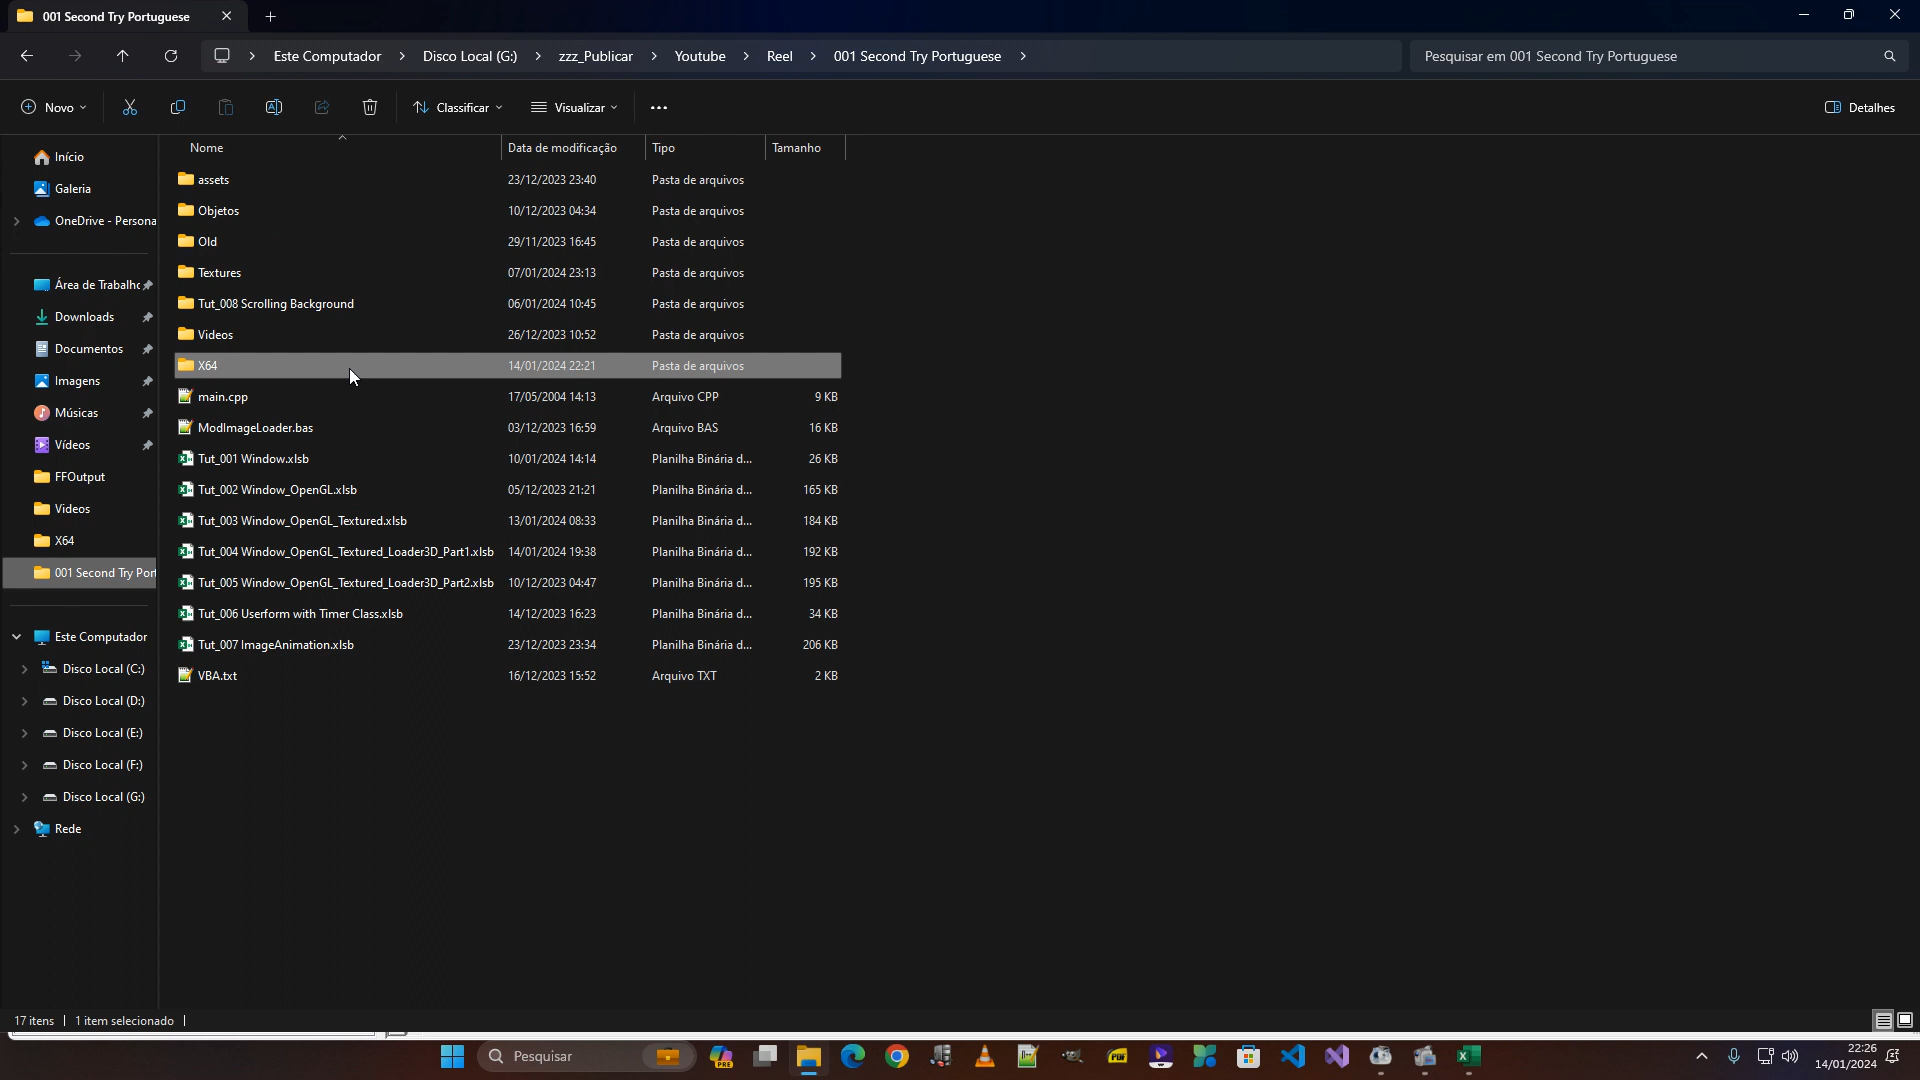 001 Second Try Portuguese
Este Computador
Disco Local (G:)
zzz_Publicar
Youtube
Reel
001 Second Try Portuguese
Pesquisar em 001 Second Try Portuguese
Novo
Classificar
Visualizar
Detalhes
Nome
Data de modificação
Tipo
Tamanho
Início
Galeria
OneDrive - Persona
Área de Trabalho
Downloads
Documentos
Imagens
Músicas
Vídeos
FFOutput
Videos
X64
001 Second Try Port
Este Computador
Disco Local (C:)
Disco Local (D:)
Disco Local (E:)
Disco Local (F:)
Disco Local (G:)
Rede
assets 23/12/2023 23:40 Pasta de arquivos
Objetos 10/12/2023 04:34 Pasta de arquivos
Old 29/11/2023 16:45 Pasta de arquivos
Textures 07/01/2024 23:13 Pasta de arquivos
Tut_008 Scrolling Background 06/01/2024 10:45 Pasta de arquivos
Videos 26/12/2023 10:52 Pasta de arquivos
X64 14/01/2024 22:21 Pasta de arquivos
main.cpp 17/05/2004 14:13 Arquivo CPP 9 KB
ModImageLoader.bas 03/12/2023 16:59 Arquivo BAS 16 KB
Tut_001 Window.xlsb 10/01/2024 14:14 Planilha Binária d... 26 KB
Tut_002 Window_OpenGL.xlsb 05/12/2023 21:21 Planilha Binária d... 165 KB
Tut_003 Window_OpenGL_Textured.xlsb 13/01/2024 08:33 Planilha Binária d... 184 KB
Tut_004 Window_OpenGL_Textured_Loader3D_Part1.xlsb 14/01/2024 19:38 Planilha Binária d... 192 KB
Tut_005 Window_OpenGL_Textured_Loader3D_Part2.xlsb 10/12/2023 04:47 Planilha Binária d... 195 KB
Tut_006 Userform with Timer Class.xlsb 14/12/2023 16:23 Planilha Binária d... 34 KB
Tut_007 ImageAnimation.xlsb 23/12/2023 23:34 Planilha Binária d... 206 KB
VBA.txt 16/12/2023 15:52 Arquivo TXT 2 KB
17 itens
1 item selecionado
Pesquisar
PRE
PDF
22:26
14/01/2024